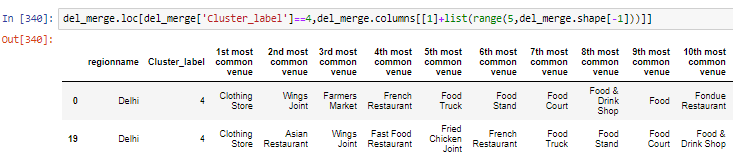 In [340]: del_merge.loc[del_merge['Cluster_label']==4,del_merge.columns[[1]+list(range(5,del_merge.shape[-1]))]]
Out[340]:
regionname Cluster_label 1st most common venue 2nd most common venue 3rd most common venue 4th most common venue 5th most common venue 6th most common venue 7th most common venue 8th most common venue 9th most common venue 10th most common venue
0 Delhi 4 Clothing Store Wings Joint Farmers Market French Restaurant Food Truck Food Stand Food Court Food & Drink Shop Food Fondue Restaurant
19 Delhi 4 Clothing Store Asian Restaurant Wings Joint Fast Food Restaurant Fried Chicken Joint French Restaurant Food Truck Food Stand Food Court Food & Drink Shop